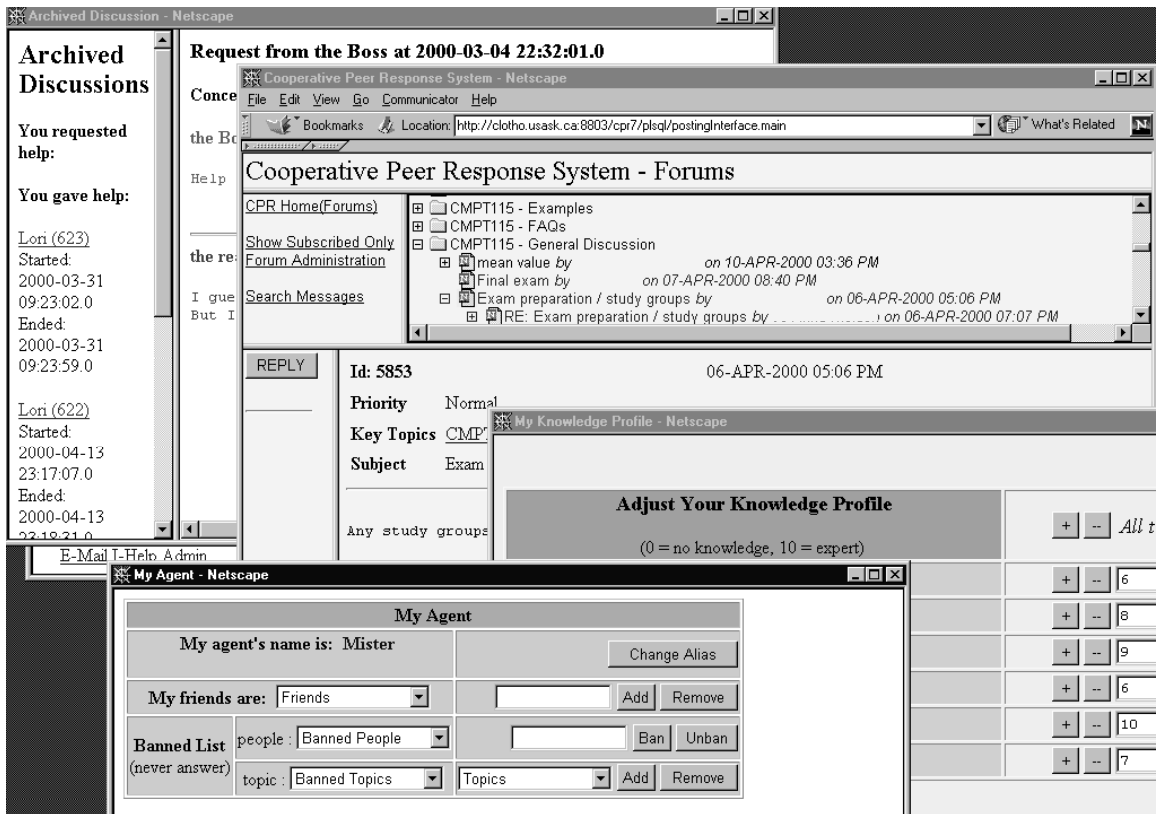 Archived Discussion - Netscape
Archived
Discussions
You requested
help:
You gave help:
Lori (623)
Started:
2000-03-31
09:23:02.0
Ended:
2000-03-31
09:23:59.0
Lori (622)
Started:
2000-04-13
23:17:07.0
Ended:
2000-04-13
23:18:31.0
Request from the Boss at 2000-03-04 22:32:01.0
Conce
the Bo
Help
the re
I gue
But I
E-Mail I-Help Admin
Cooperative Peer Response System - Netscape
File Edit View Go Communicator Help
Bookmarks Location: http://clotho.usask.ca:8803/cpr7/plsql/postingInterface.main What's Related N
Cooperative Peer Response System - Forums
CPR Home(Forums)
Show Subscribed Only
Forum Administration
Search Messages
CMPT115 - Examples
CMPT115 - FAQs
CMPT115 - General Discussion
mean value by on 10-APR-2000 03:36 PM
Final exam by on 07-APR-2000 08:40 PM
Exam preparation / study groups by on 06-APR-2000 05:06 PM
RE: Exam preparation / study groups by on 06-APR-2000 07:07 PM
REPLY
Id: 5853 06-APR-2000 05:06 PM
Priority Normal
Key Topics CMPT
Subject Exam
Any study groups
My Knowledge Profile - Netscape
Adjust Your Knowledge Profile
(0 = no knowledge, 10 = expert)
+ -- All t
+ -- 6
+ -- 8
+ -- 9
+ -- 6
+ -- 10
+ -- 7
My Agent - Netscape
My Agent
My agent's name is: Mister Change Alias
My friends are: Friends Add Remove
Banned List
(never answer)
people : Banned People Ban Unban
topic : Banned Topics Topics Add Remove